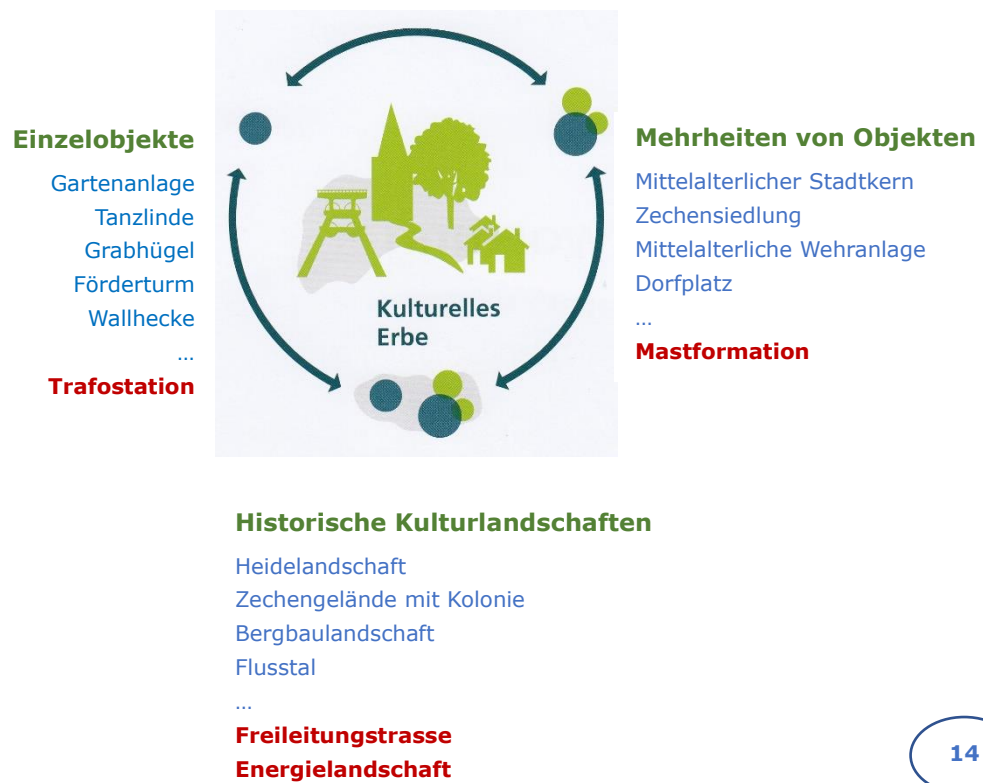 Einzelobjekte
Gartenanlage
Tanzlinde
Grabhügel
Förderturm
Wallhecke
...
Trafostation
Kulturelles
Erbe
Mehrheiten von Objekten
Mittelalterlicher Stadtkern
Zechensiedlung
Mittelalterliche Wehranlage
Dorfplatz
...
Mastformation
Historische Kulturlandschaften
Heidelandschaft
Zechengelände mit Kolonie
Bergbaulandschaft
Flusstal
...
Freileitungstrasse
Energielandschaft
14